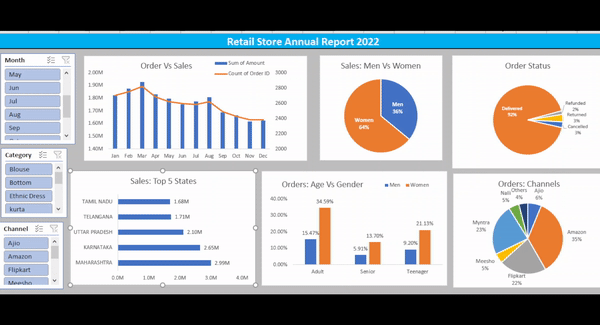 Retail Store Annual Report 2022
Month
May
Jun
Jul
Aug
Sep
Category
Blouse
Bottom
Ethnic Dress
kurta
Channel
Ajio
Amazon
Flipkart
Meesho
Order Vs Sales
Sum of Amount
Count of Order ID
2.00M
1.90M
1.80M
1.70M
1.60M
1.50M
1.40M
3000
2800
2600
2400
2200
2000
Jan Feb Mar Apr May Jun Jul Aug Sep Oct Nov Dec
Sales: Men Vs Women
Men
36%
Women
64%
Order Status
Delivered
92%
Refunded
2%
Returned
3%
Cancelled
3%
Sales: Top 5 States
TAMIL NADU 1.68M
TELANGANA 1.71M
UTTAR PRADESH 2.10M
KARNATAKA 2.65M
MAHARASHTRA 2.99M
0.0M 1.0M 2.0M 3.0M 4.0M
Orders: Age Vs Gender
Men Women
40.00%
30.00%
20.00%
10.00%
0.00%
15.47% 34.59%
5.91% 13.70%
9.20% 21.13%
Adult Senior Teenager
Orders: Channels
Ajio
6%
Amazon
35%
Flipkart
22%
Meesho
5%
Myntra
23%
Nalli
5%
Others
4%